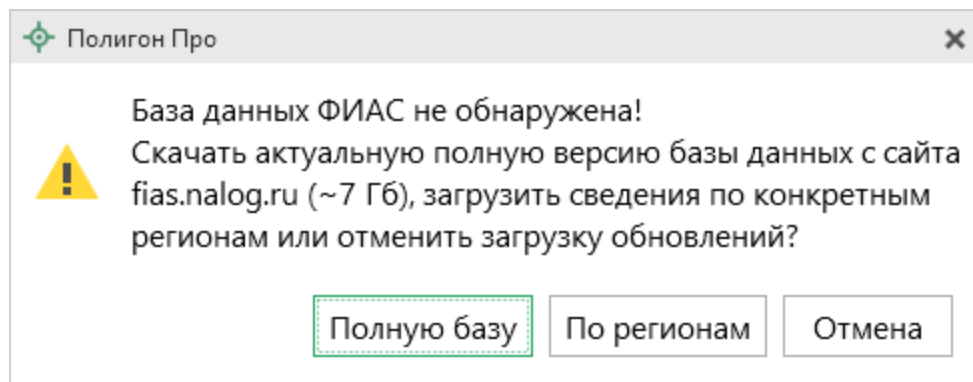 Полигон Про
База данных ФИАС не обнаружена!
Скачать актуальную полную версию базы данных с сайта
fias.nalog.ru (~7 Гб), загрузить сведения по конкретным
регионам или отменить загрузку обновлений?
Полную базу По регионам Отмена